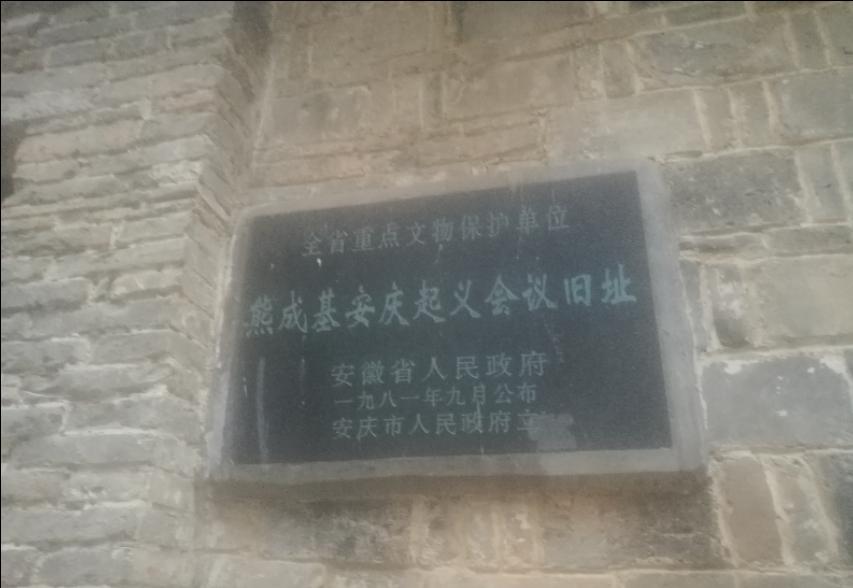 全省重点文物保护单位
熊成基安庆起义会议旧址
安徽省人民政府
一九八一年九月公布
安庆市人民政府立